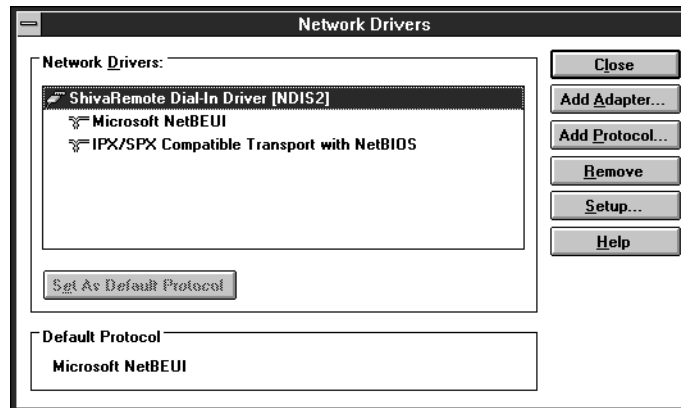 Network Drivers
Network Drivers:
ShivaRemote Dial-In Driver [NDIS2]
Microsoft NetBEUI
IPX/SPX Compatible Transport with NetBIOS
Set As Default Protocol
Default Protocol
Microsoft NetBEUI
Close
Add Adapter...
Add Protocol...
Remove
Setup...
Help